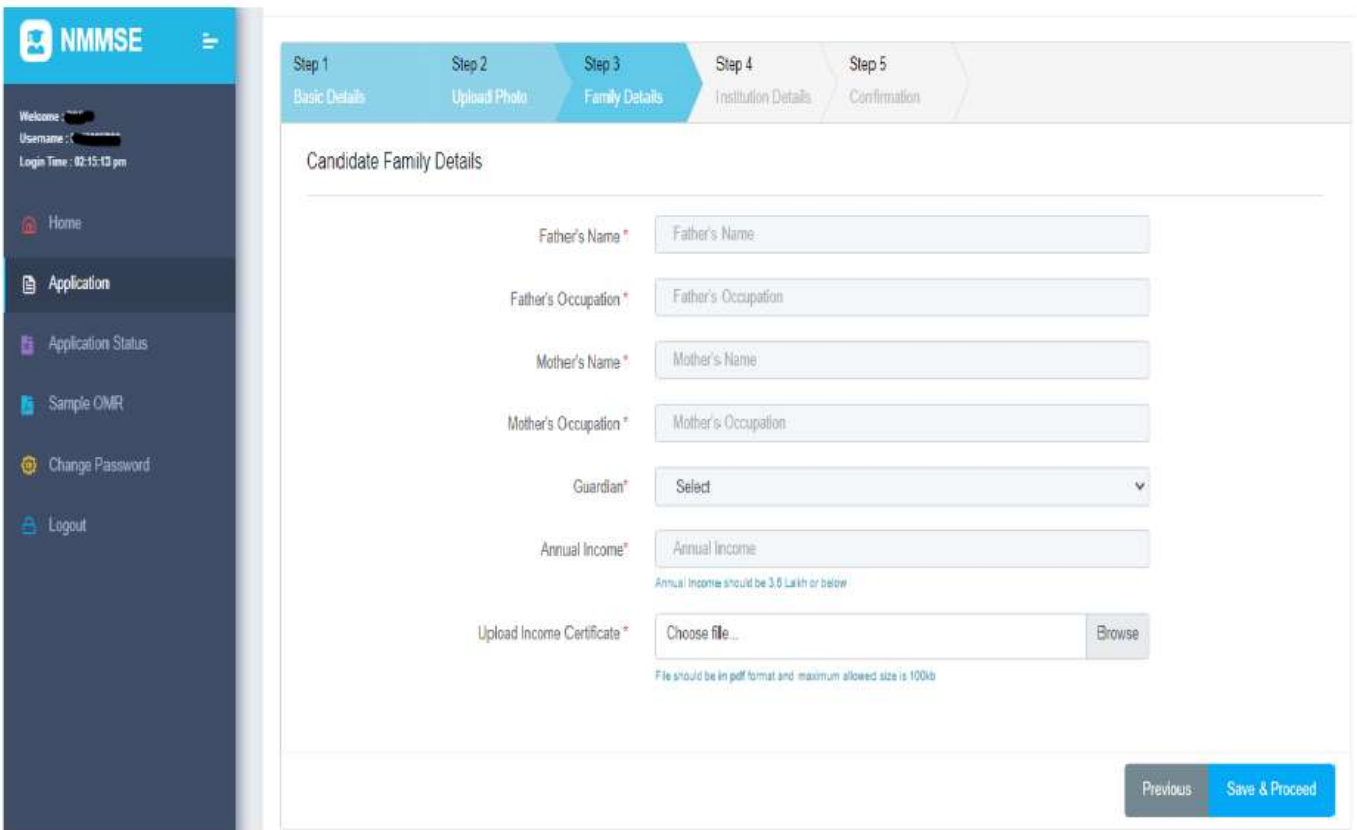 NMMSE
Welcome :
Username :
Login Time : 02:15:13 pm
Home
Application
Application Status
Sample OMR
Change Password
Logout
Step 1
Basic Details
Step 2
Upload Photo
Step 3
Family Details
Step 4
Institution Details
Step 5
Confirmation
Candidate Family Details
Father's Name *
Father's Name
Father's Occupation *
Father's Occupation
Mother's Name *
Mother's Name
Mother's Occupation *
Mother's Occupation
Guardian*
Select
Annual Income*
Annual Income
Annual Income should be 3.5 Lakh or below
Upload Income Certificate *
Choose file...
Browse
File should be in pdf format and maximum allowed size is 100kb
Previous
Save & Proceed